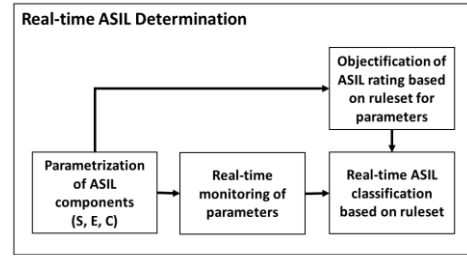 Real-time ASIL Determination
Objectification of
ASIL rating based
on ruleset for
parameters
Parametrization
of ASIL
components
(S, E, C)
Real-time
monitoring of
parameters
Real-time ASIL
classification
based on ruleset